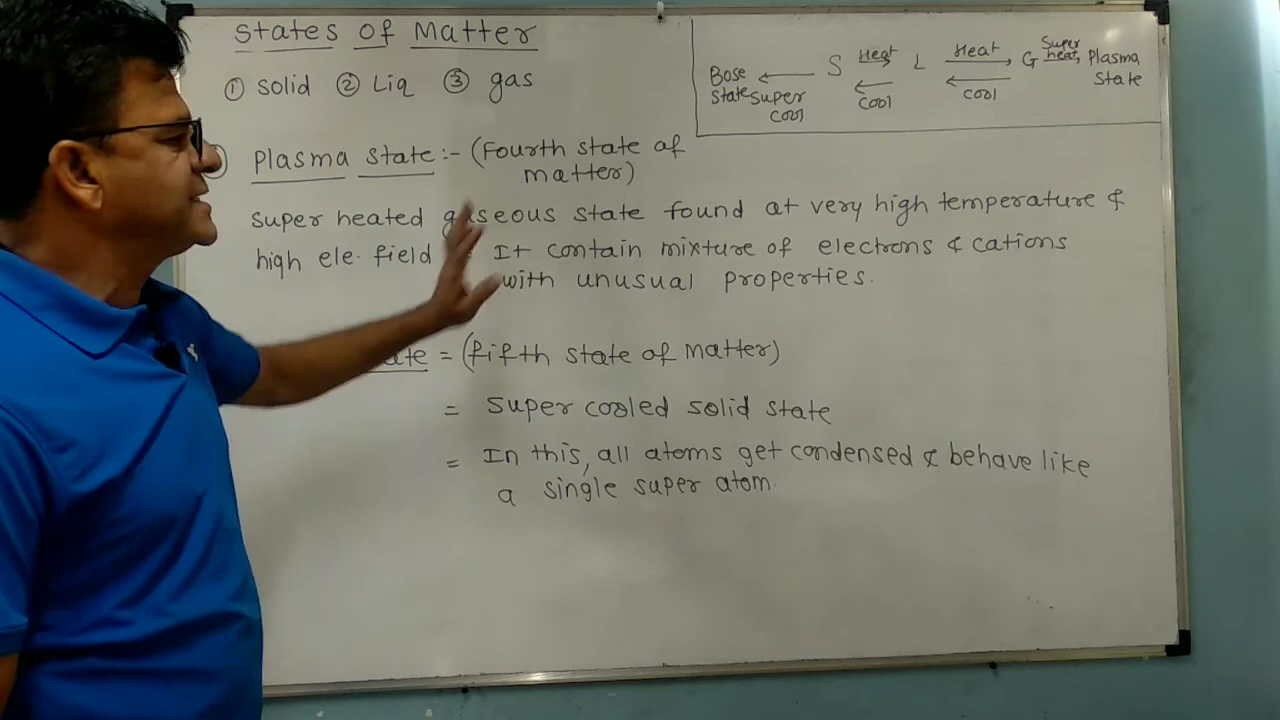 States of Matter
① solid ② Liq ③ gas
Plasma state :- (Fourth state of
matter)
super heated gaseous state found at very high temperature &
high ele. field It contain mixture of electrons & cations
with unusual properties.
= (fifth state of Matter)
= super cooled solid state
= In this, all atoms get condensed & behave like
a single super atom.
Bose ← S Heat L Heat G Super heat, Plasma
state super cool cool cool state